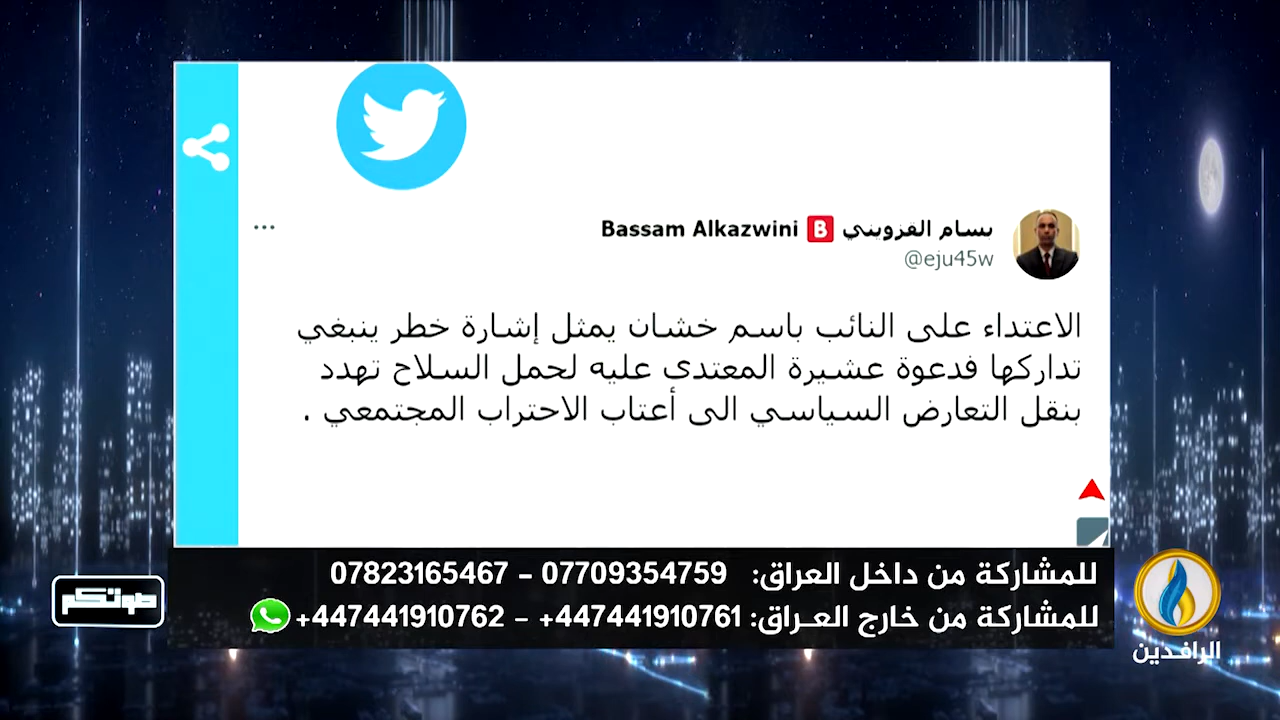 بسام القزويني B Bassam Alkazwini
@eju45w
الاعتداء على النائب باسم خشان يمثل إشارة خطر ينبغي
تداركها فدعوة عشيرة المعتدى عليه لحمل السلاح تهدد
بنقل التعارض السياسي الى أعتاب الاحتراب المجتمعي .
للمشاركة من داخل العراق: 07709354759 - 07823165467
للمشاركة من خارج العـراق: 447441910761+ - 447441910762+
صوتكم
الرافدين